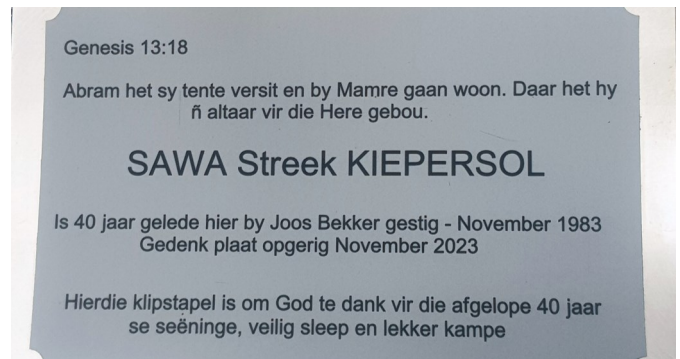 Genesis 13:18
Abram het sy tente versit en by Mamre gaan woon. Daar het hy
ñ altaar vir die Here gebou.
SAWA Streek KIEPERSOL
Is 40 jaar gelede hier by Joos Bekker gestig - November 1983
Gedenk plaat opgerig November 2023
Hierdie klipstapel is om God te dank vir die afgelope 40 jaar
se seëninge, veilig sleep en lekker kampe